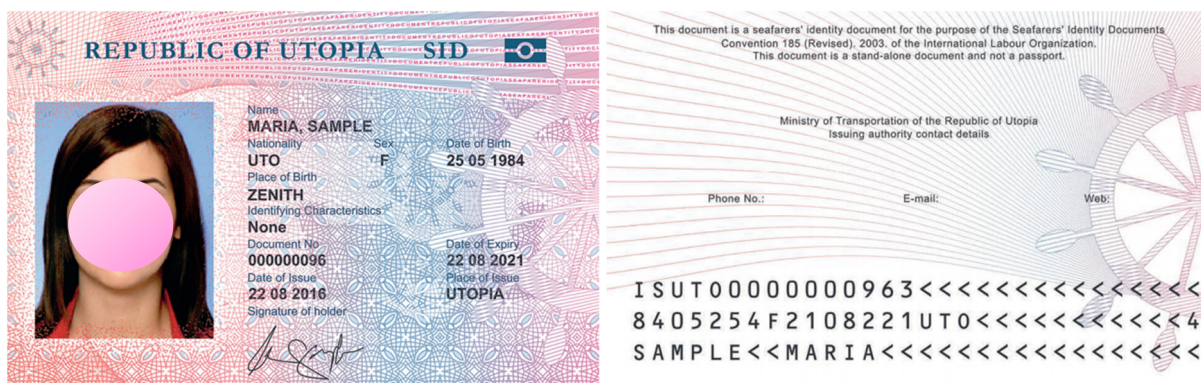 REPUBLIC OF UTOPIA SID
Name
MARIA, SAMPLE
Nationality Sex Date of Birth
UTO F 25 05 1984
Place of Birth
ZENITH
Identifying Characteristics
None
Document No Date of Expiry
000000096 22 08 2021
Date of Issue Place of Issue
22 08 2016 UTOPIA
Signature of holder
This document is a seafarers' identity document for the purpose of the Seafarers' Identity Documents
Convention 185 (Revised). 2003. of the International Labour Organization.
This document is a stand-alone document and not a passport.
Ministry of Transportation of the Republic of Utopia
Issuing authority contact details
Phone No.: E-mail: Web:
ISUTO0000000963<<<<<<<<<<<<<<<
8405254F2108221UTO<<<<<<<<<<<4
SAMPLE<<MARIA<<<<<<<<<<<<<<<<<